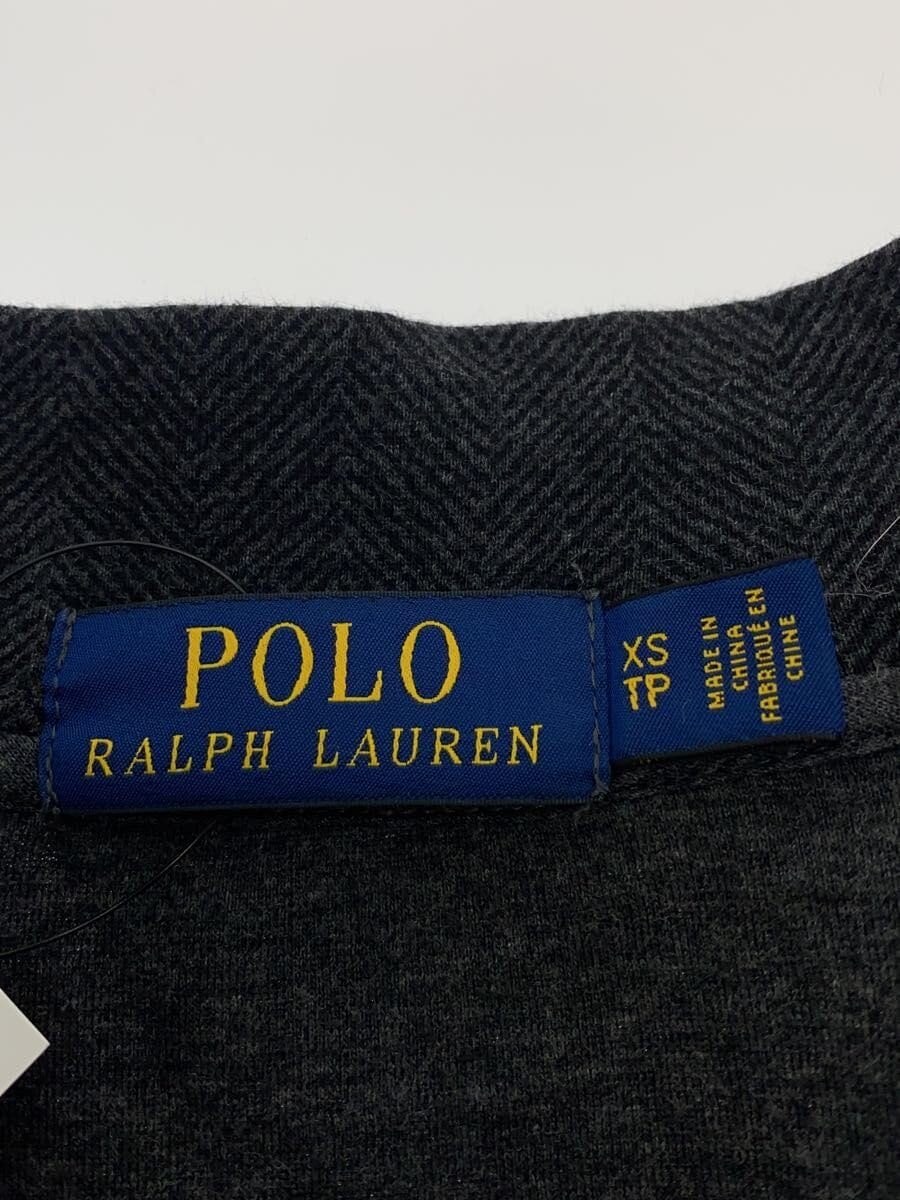 POLO
RALPH LAUREN
XS
TP
MADE IN
CHINA
FABRIQUÉ EN
CHINE